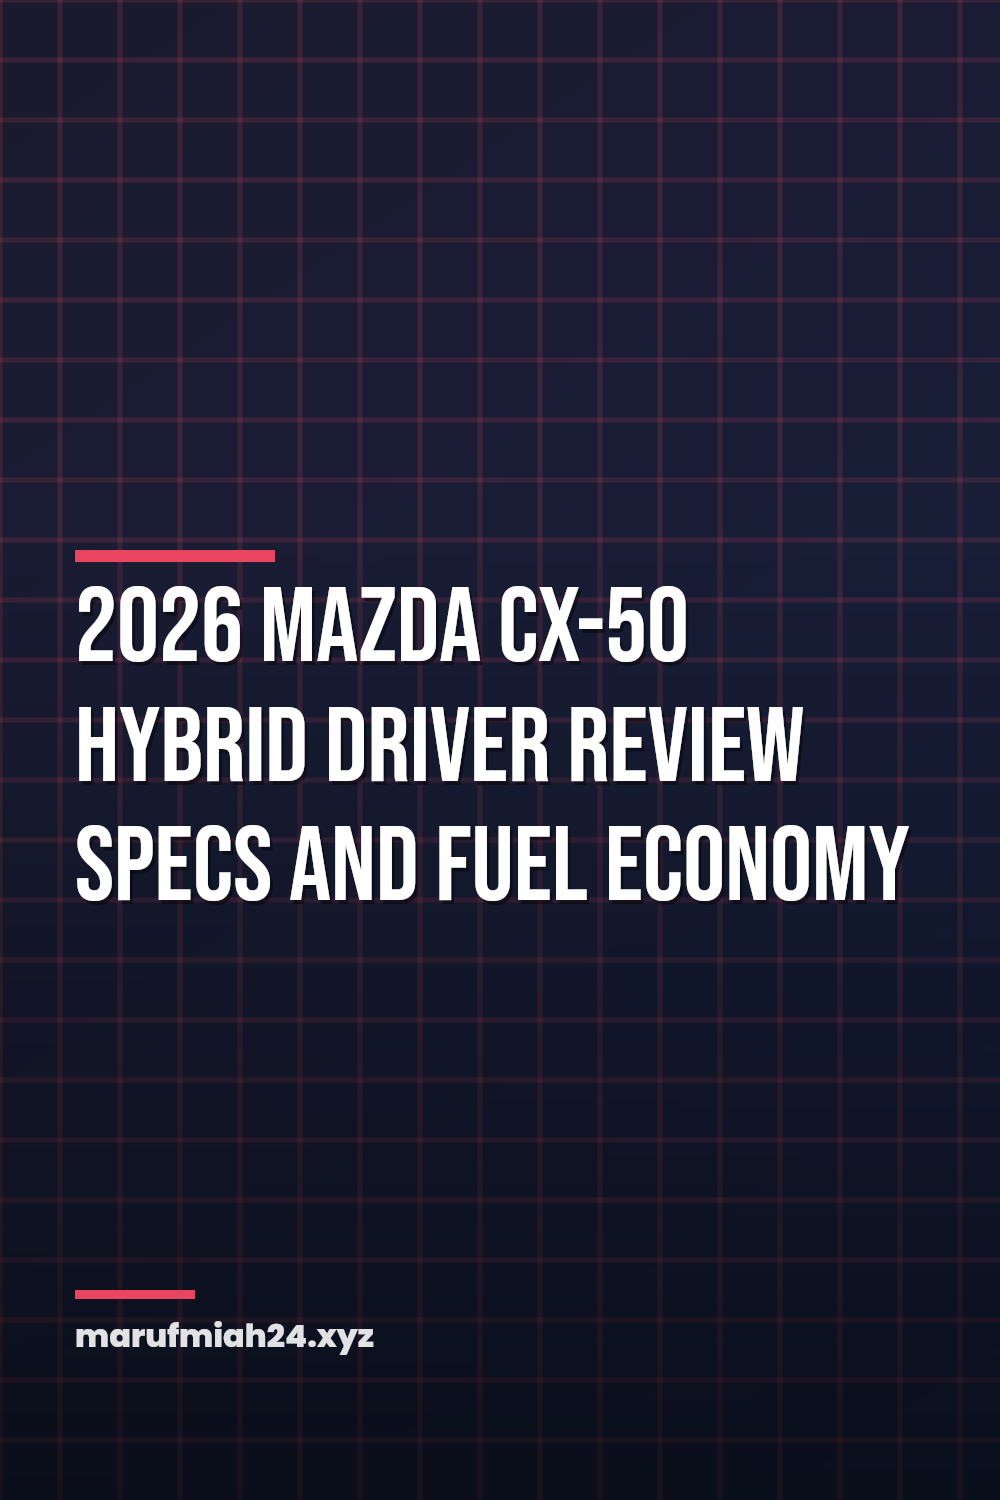 2026 MAZDA CX-50
HYBRID DRIVER REVIEW
SPECS AND FUEL ECONOMY
marufmiah24.xyz